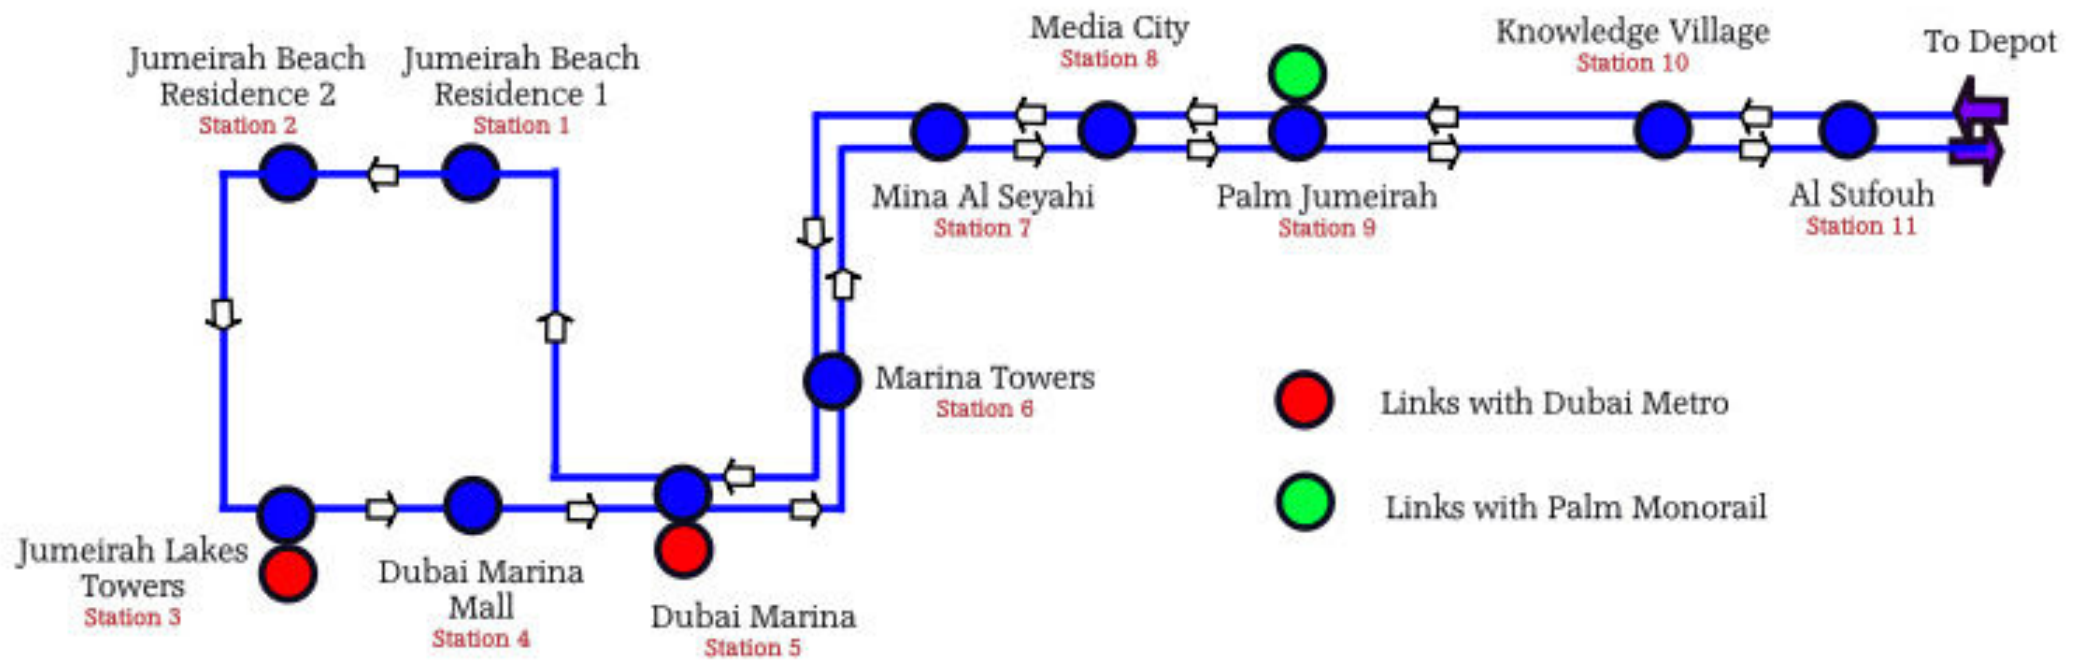 Jumeirah Beach
Residence 2
Station 2
Jumeirah Beach
Residence 1
Station 1
Media City
Station 8
Knowledge Village
Station 10
To Depot
Mina Al Seyahi
Station 7
Palm Jumeirah
Station 9
Al Sufouh
Station 11
Marina Towers
Station 6
Links with Dubai Metro
Links with Palm Monorail
Jumeirah Lakes
Towers
Station 3
Dubai Marina
Mall
Station 4
Dubai Marina
Station 5